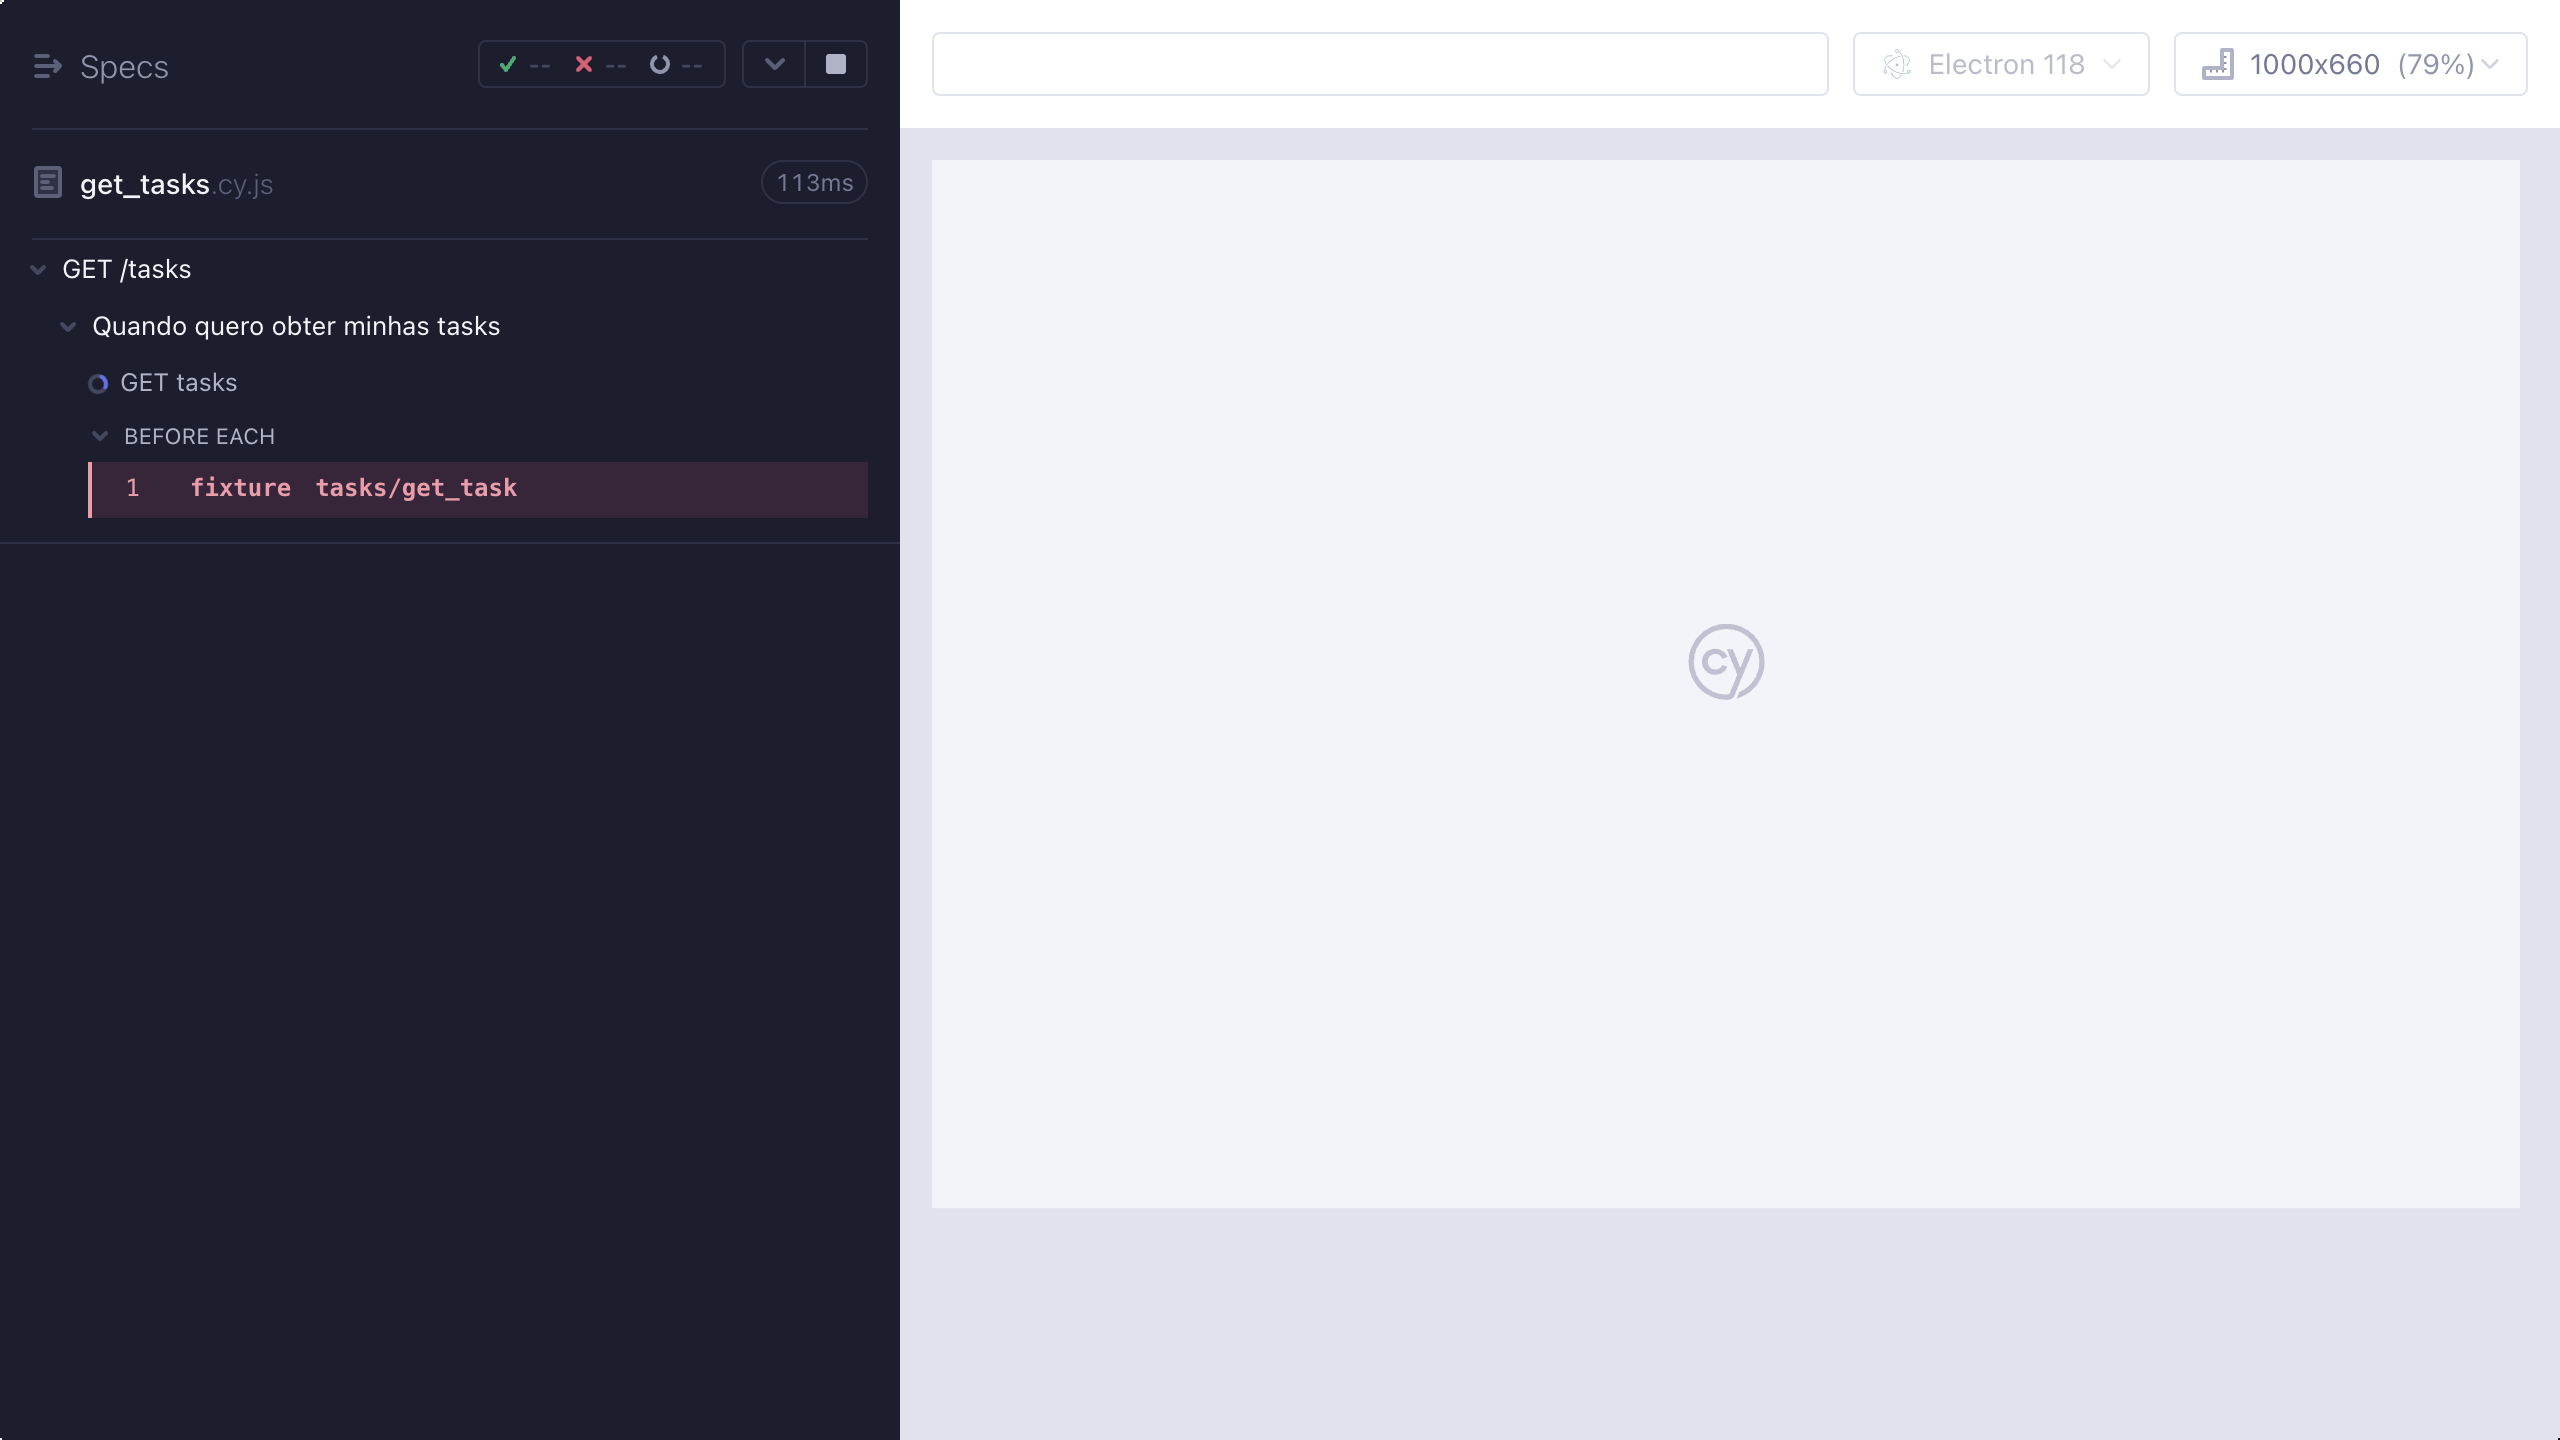 Specs
--
--
--
get_tasks.cy.js
113ms
GET /tasks
Quando quero obter minhas tasks
GET tasks
BEFORE EACH
1 fixture tasks/get_task
Electron 118
1000x660 (79%)
cy